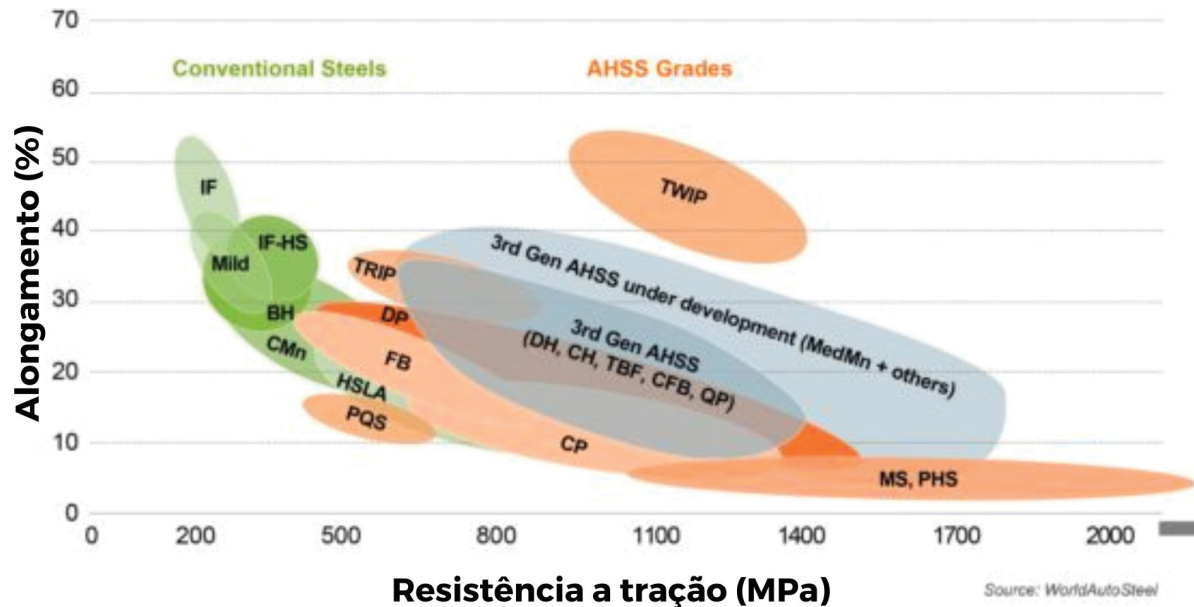 70
Conventional Steels
AHSS Grades
60
50
IF
TWIP
40
IF-HS
3rd Gen AHSS under development (MedMn + others)
Mild
TRIP
30
BH
DP
3rd Gen AHSS
(DH, CH, TBF, CFB, QP)
CMn
FB
20
HSLA
PQS
10
CP
MS, PHS
0
0 200 500 800 1100 1400 1700 2000
Alongamento (%)
Resistência a tração (MPa)
Source: WorldAutoSteel